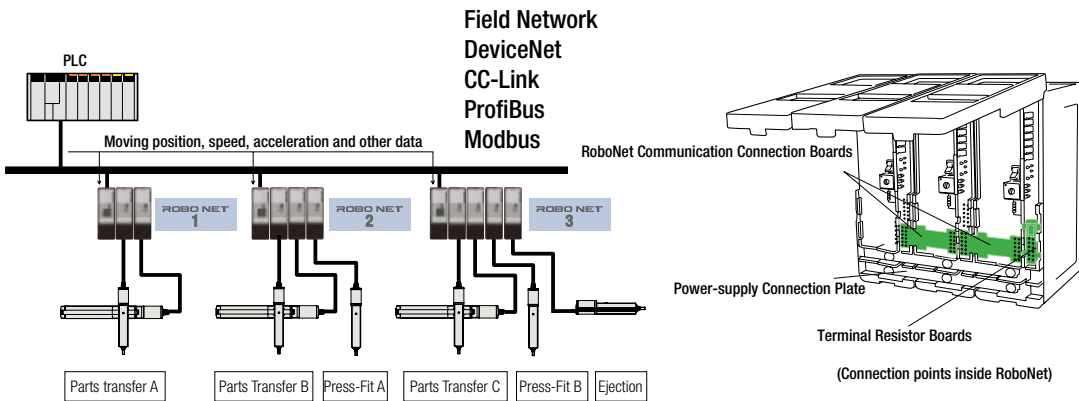 Field Network
DeviceNet
CC-Link
ProfiBus
Modbus
PLC
Moving position, speed, acceleration and other data
ROBO NET
1
ROBO NET
2
ROBO NET
3
Parts transfer A
Parts Transfer B
Press-Fit A
Parts Transfer C
Press-Fit B
Ejection
RoboNet Communication Connection Boards
Power-supply Connection Plate
Terminal Resistor Boards
(Connection points inside RoboNet)